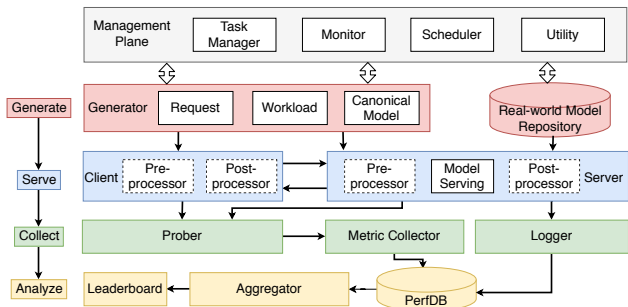 Management
Plane
Task
Manager
Monitor
Scheduler
Utility
Generate
Generator
Request
Workload
Canonical
Model
Real-world Model
Repository
Serve
Client
Pre-
processor
Post-
processor
Pre-
processor
Model
Serving
Post-
processor
Server
Collect
Prober
Metric Collector
Logger
Analyze
Leaderboard
Aggregator
PerfDB